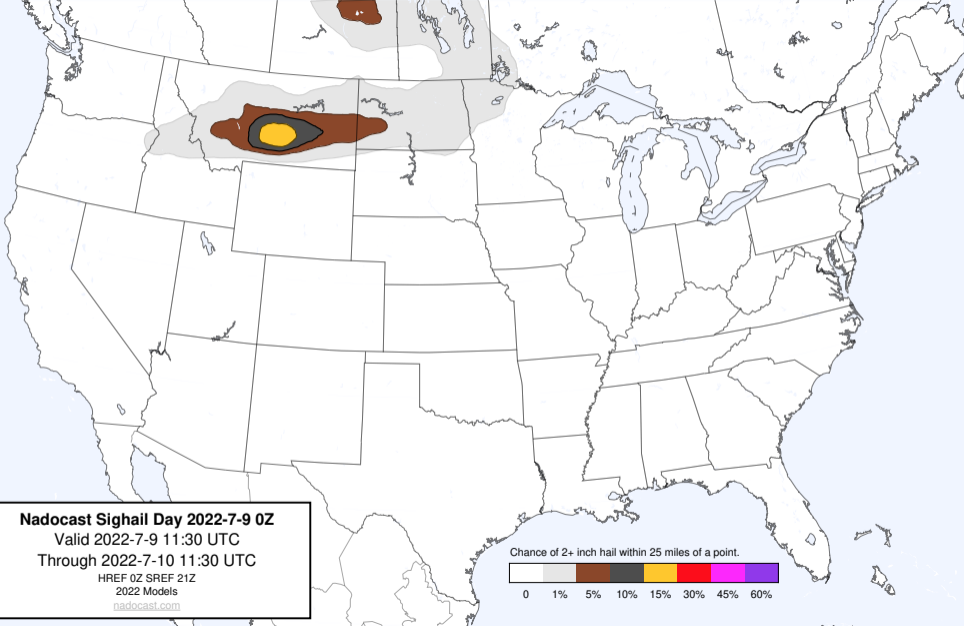 Nadocast Sighail Day 2022-7-9 0Z
Valid 2022-7-9 11:30 UTC
Through 2022-7-10 11:30 UTC
HREF 0Z SREF 21Z
2022 Models
nadocast.com
Chance of 2+ inch hail within 25 miles of a point.
0 1% 5% 10% 15% 30% 45% 60%